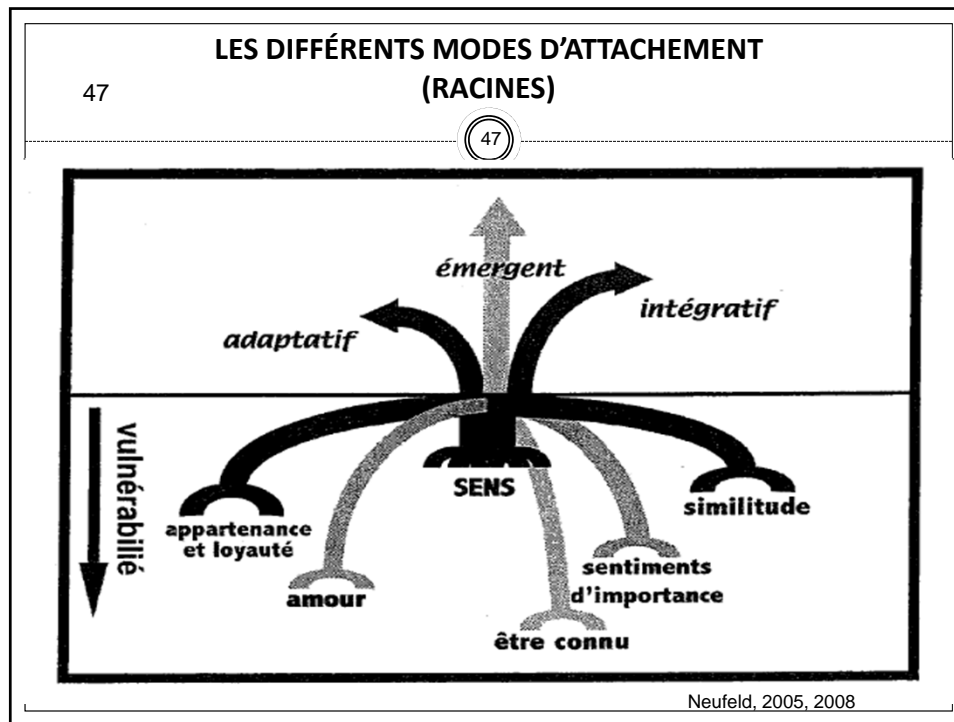 LES DIFFÉRENTS MODES D’ATTACHEMENT
(RACINES)
47
47
émergent
adaptatif
intégratif
vulnérabilié
SENS
appartenance
et loyauté
similitude
amour
sentiments
d'importance
être connu
Neufeld, 2005, 2008